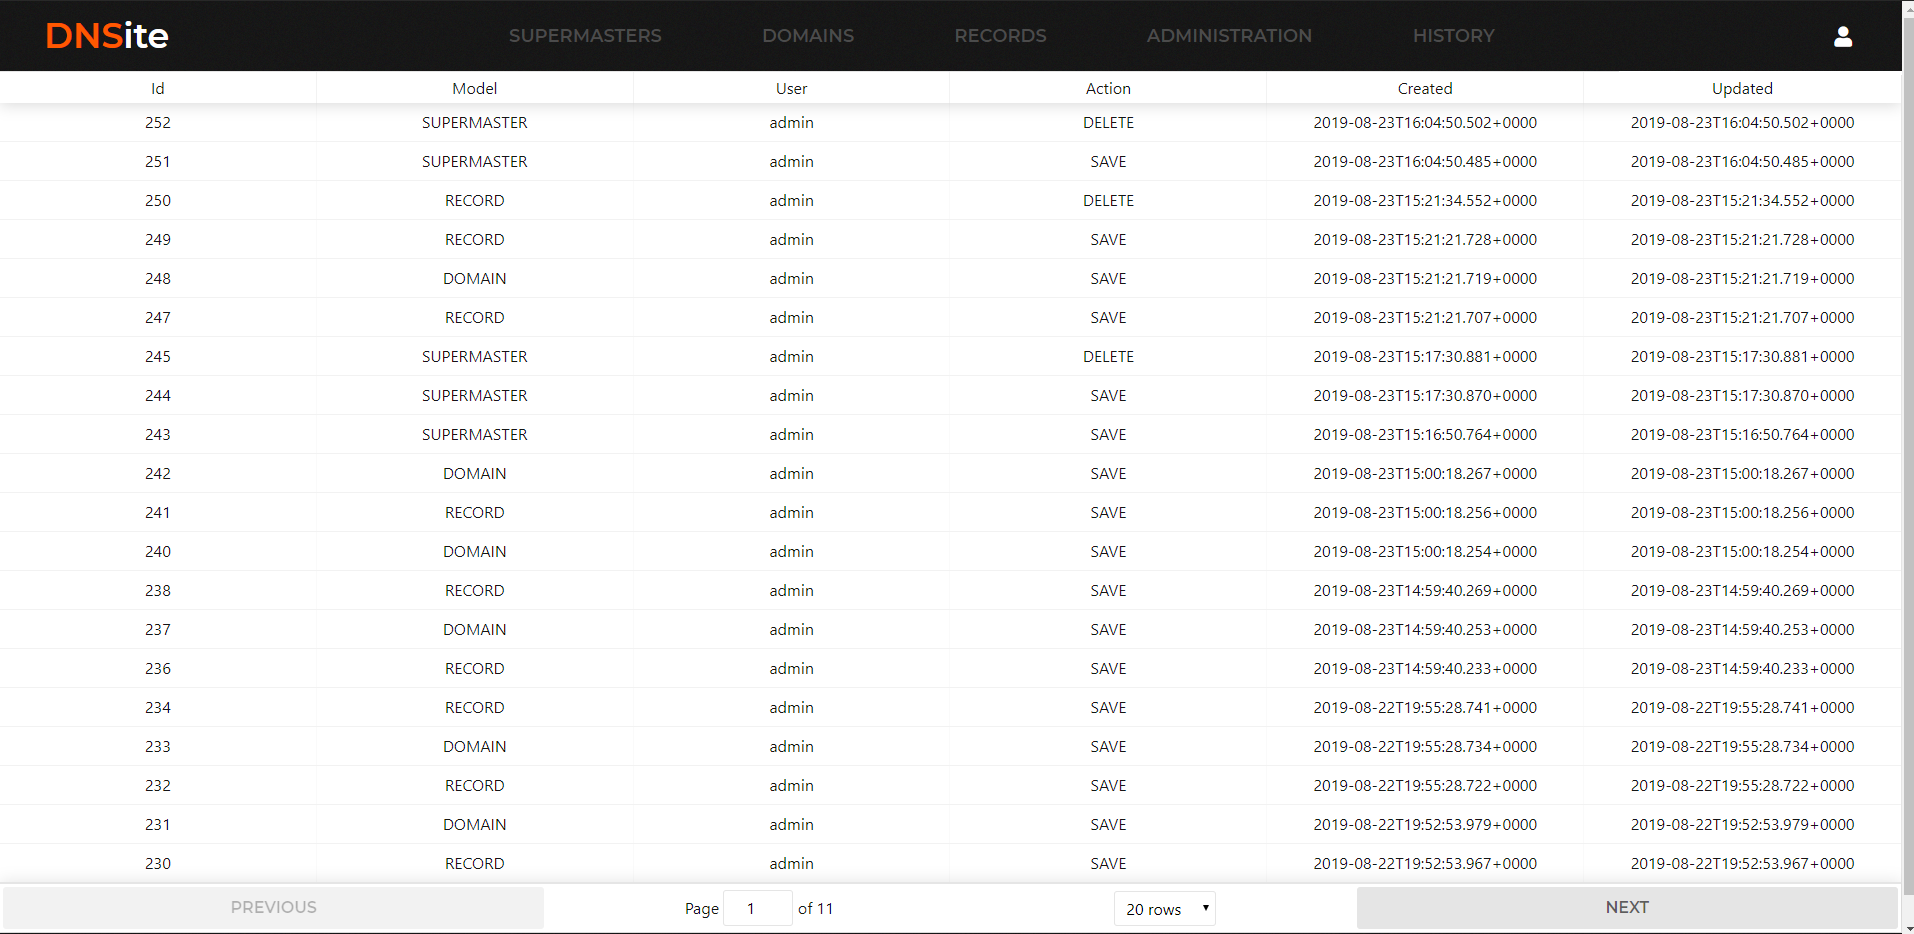 DNSite SUPERMASTERS DOMAINS RECORDS ADMINISTRATION HISTORY
Id Model User Action Created Updated
252 SUPERMASTER admin DELETE 2019-08-23T16:04:50.502+0000 2019-08-23T16:04:50.502+0000
251 SUPERMASTER admin SAVE 2019-08-23T16:04:50.485+0000 2019-08-23T16:04:50.485+0000
250 RECORD admin DELETE 2019-08-23T15:21:34.552+0000 2019-08-23T15:21:34.552+0000
249 RECORD admin SAVE 2019-08-23T15:21:21.728+0000 2019-08-23T15:21:21.728+0000
248 DOMAIN admin SAVE 2019-08-23T15:21:21.719+0000 2019-08-23T15:21:21.719+0000
247 RECORD admin SAVE 2019-08-23T15:21:21.707+0000 2019-08-23T15:21:21.707+0000
245 SUPERMASTER admin DELETE 2019-08-23T15:17:30.881+0000 2019-08-23T15:17:30.881+0000
244 SUPERMASTER admin SAVE 2019-08-23T15:17:30.870+0000 2019-08-23T15:17:30.870+0000
243 SUPERMASTER admin SAVE 2019-08-23T15:16:50.764+0000 2019-08-23T15:16:50.764+0000
242 DOMAIN admin SAVE 2019-08-23T15:00:18.267+0000 2019-08-23T15:00:18.267+0000
241 RECORD admin SAVE 2019-08-23T15:00:18.256+0000 2019-08-23T15:00:18.256+0000
240 DOMAIN admin SAVE 2019-08-23T15:00:18.254+0000 2019-08-23T15:00:18.254+0000
238 RECORD admin SAVE 2019-08-23T14:59:40.269+0000 2019-08-23T14:59:40.269+0000
237 DOMAIN admin SAVE 2019-08-23T14:59:40.253+0000 2019-08-23T14:59:40.253+0000
236 RECORD admin SAVE 2019-08-23T14:59:40.233+0000 2019-08-23T14:59:40.233+0000
234 RECORD admin SAVE 2019-08-22T19:55:28.741+0000 2019-08-22T19:55:28.741+0000
233 DOMAIN admin SAVE 2019-08-22T19:55:28.734+0000 2019-08-22T19:55:28.734+0000
232 RECORD admin SAVE 2019-08-22T19:55:28.722+0000 2019-08-22T19:55:28.722+0000
231 DOMAIN admin SAVE 2019-08-22T19:52:53.979+0000 2019-08-22T19:52:53.979+0000
230 RECORD admin SAVE 2019-08-22T19:52:53.967+0000 2019-08-22T19:52:53.967+0000
PREVIOUS Page 1 of 11 20 rows NEXT